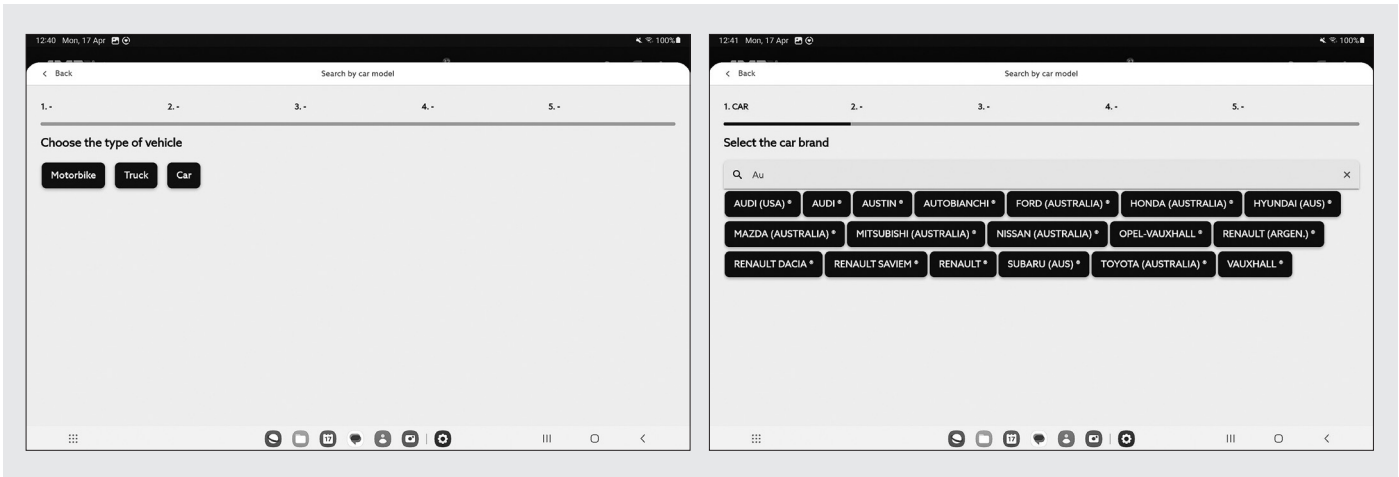 12:40 Mon, 17 Apr 100%
Back Search by car model
1. - 2. - 3. - 4. - 5. -
Choose the type of vehicle
Motorbike Truck Car
17
12:41 Mon, 17 Apr 100%
Back Search by car model
1. CAR 2. - 3. - 4. - 5. -
Select the car brand
Au
AUDI (USA) ® AUDI ® AUSTIN ® AUTOBIANCHI ® FORD (AUSTRALIA) ® HONDA (AUSTRALIA) ® HYUNDAI (AUS) ®
MAZDA (AUSTRALIA) ® MITSUBISHI (AUSTRALIA) ® NISSAN (AUSTRALIA) ® OPEL-VAUXHALL ® RENAULT (ARGEN.) ®
RENAULT DACIA ® RENAULT SAVIEM ® RENAULT ® SUBARU (AUS) ® TOYOTA (AUSTRALIA) ® VAUXHALL ®
17